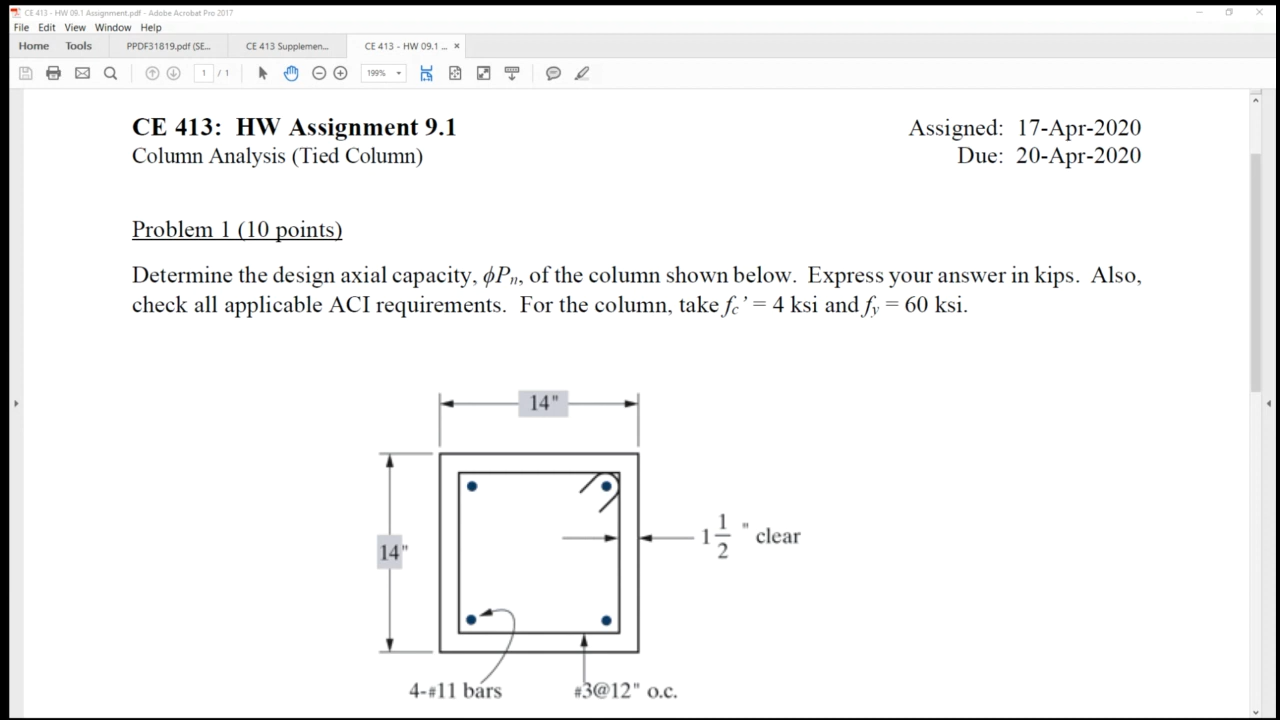 CE 413 - HW 09.1 Assignment.pdf - Adobe Acrobat Pro 2017
File Edit View Window Help
Home Tools PPDF31819.pdf (SE... CE 413 Supplemen... CE 413 - HW 09.1 ... ×
1 / 1 199%
CE 413: HW Assignment 9.1 Assigned: 17-Apr-2020
Column Analysis (Tied Column) Due: 20-Apr-2020
Problem 1 (10 points)
Determine the design axial capacity, ϕPn, of the column shown below. Express your answer in kips. Also,
check all applicable ACI requirements. For the column, take fc’ = 4 ksi and fy = 60 ksi.
14"
14"
1 1/2 " clear
4-#11 bars
#3@12" o.c.